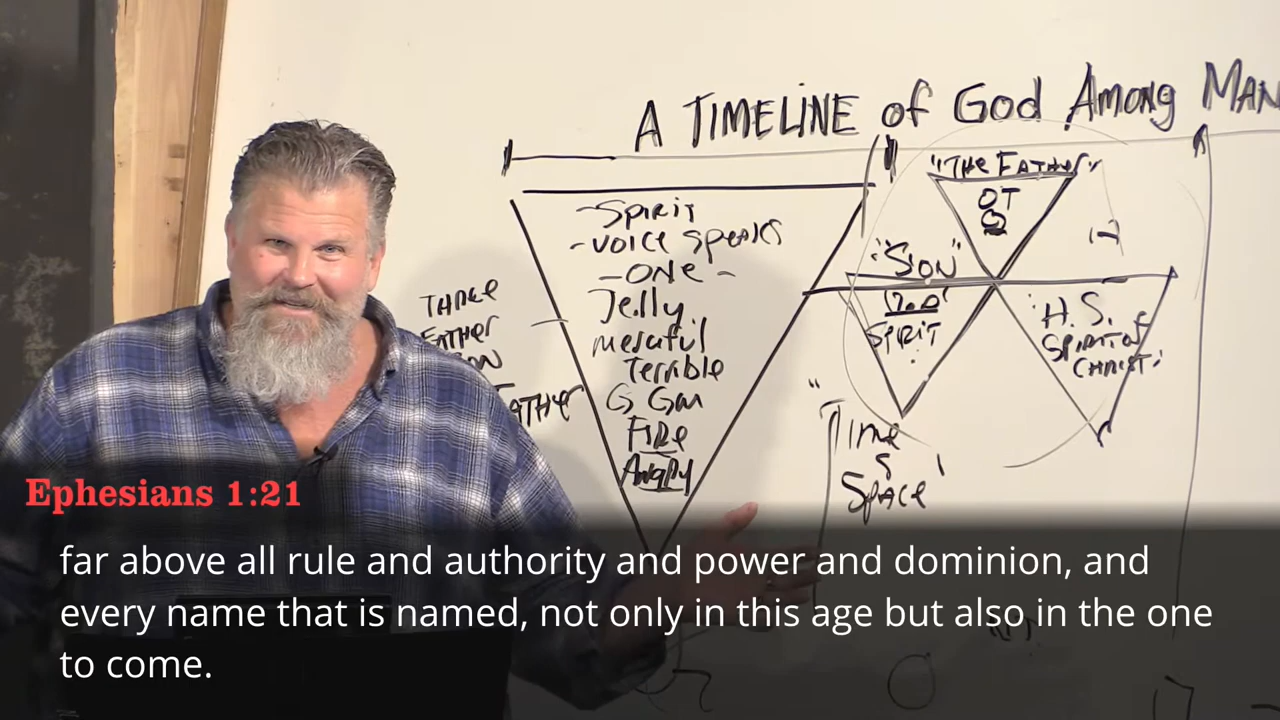 A TIMELINE of God Among MAN
"THE FATHER"
OT
-Spirit
-voice speaks
-ONE-
Jelly
merciful
Terrible
FIRE
Angry
THREE
FATHER
"SON"
SPIRIT
H. S.
SPIRIT OF
CHRIST
Time
&
Space
Ephesians 1:21
far above all rule and authority and power and dominion, and
every name that is named, not only in this age but also in the one
to come.